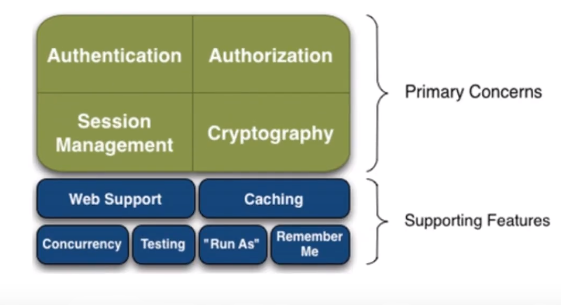 Authentication
Authorization
Session
Management
Cryptography
Primary Concerns
Web Support
Caching
Concurrency
Testing
"Run As"
Remember
Me
Supporting Features